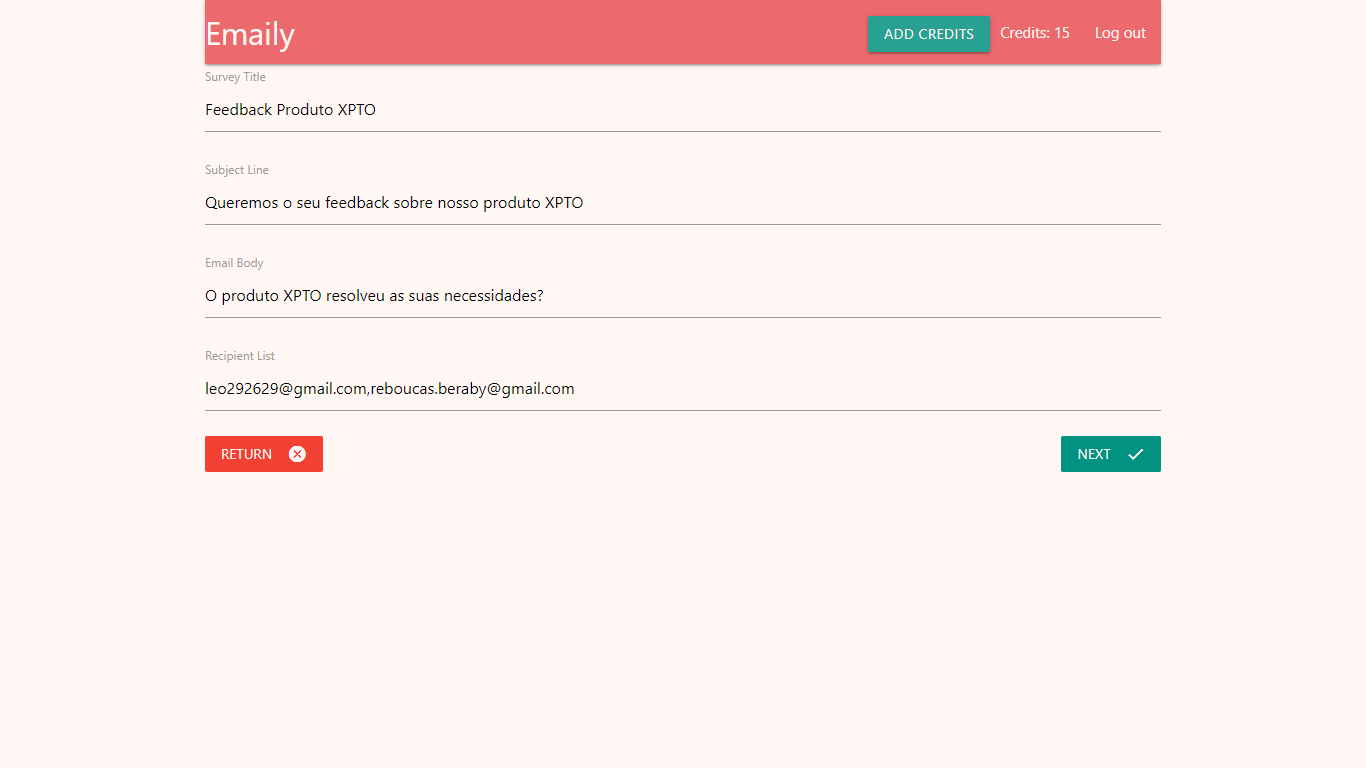 Emaily
ADD CREDITS
Credits: 15
Log out
Survey Title
Feedback Produto XPTO
Subject Line
Queremos o seu feedback sobre nosso produto XPTO
Email Body
O produto XPTO resolveu as suas necessidades?
Recipient List
leo292629@gmail.com,reboucas.beraby@gmail.com
RETURN
NEXT